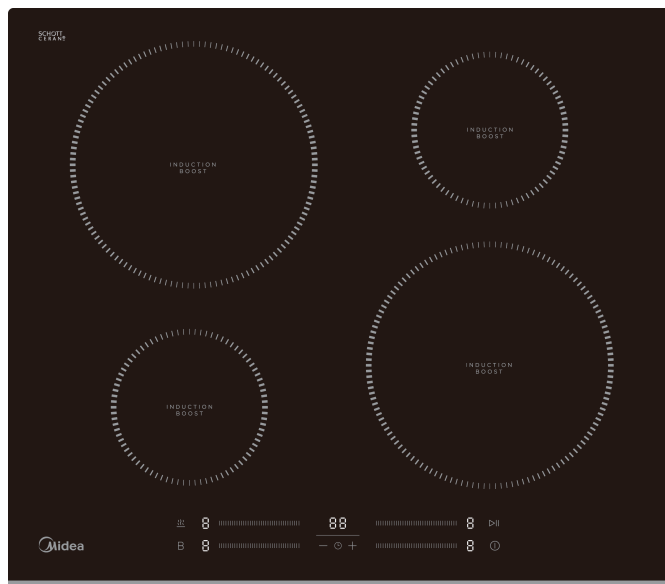 SCHOTT
CERAN®
INDUCTION
BOOST
INDUCTION
BOOST
INDUCTION
BOOST
INDUCTION
BOOST
8 88 8
B 8 − + 8
Midea